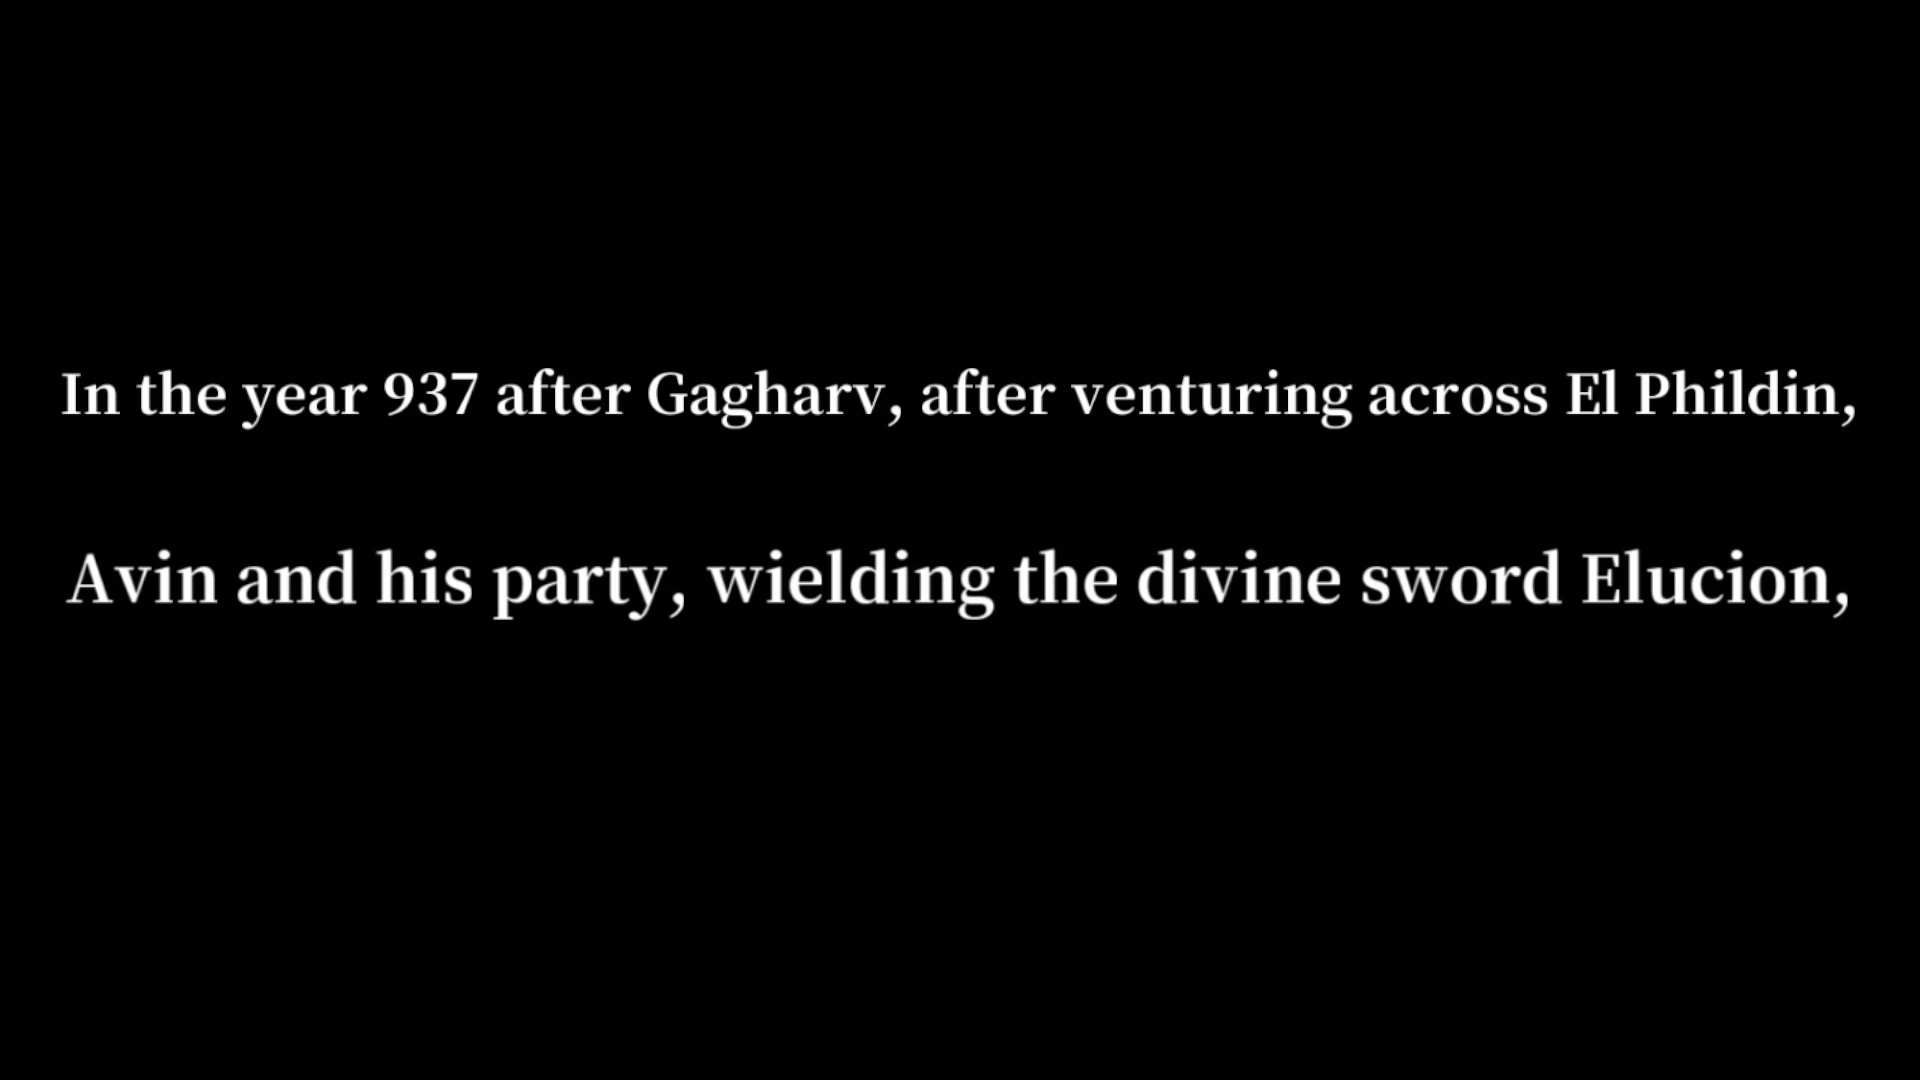 In the year 937 after Gagharv, after venturing across El Phildin,
Avin and his party, wielding the divine sword Elucion,